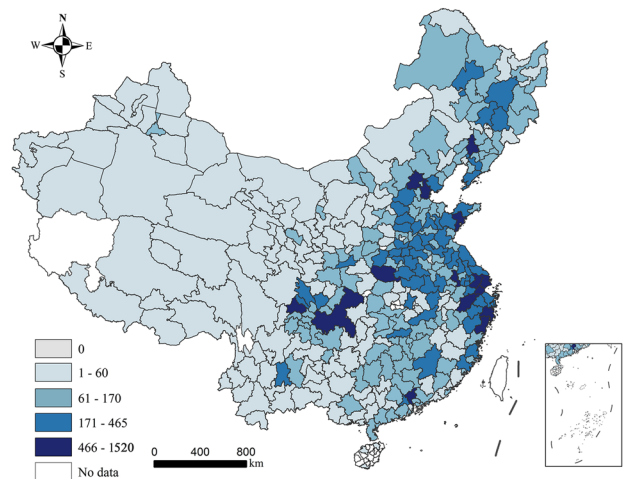 N
W
E
S
0
1 - 60
61 - 170
171 - 465
466 - 1520
No data
0 400 800
km